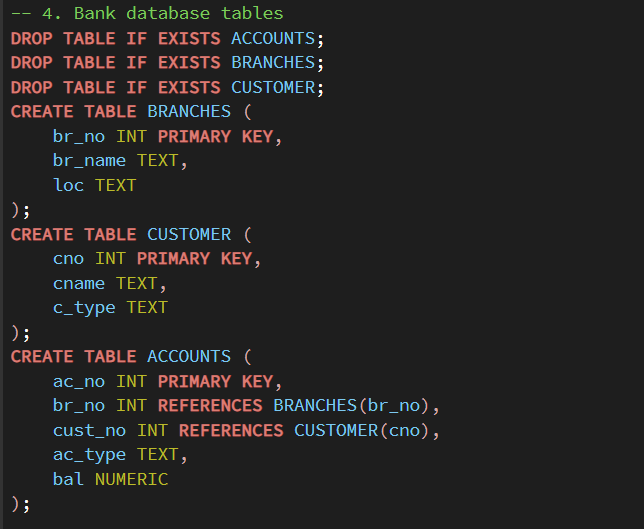 -- 4. Bank database tables
DROP TABLE IF EXISTS ACCOUNTS;
DROP TABLE IF EXISTS BRANCHES;
DROP TABLE IF EXISTS CUSTOMER;
CREATE TABLE BRANCHES (
    br_no INT PRIMARY KEY,
    br_name TEXT,
    loc TEXT
);
CREATE TABLE CUSTOMER (
    cno INT PRIMARY KEY,
    cname TEXT,
    c_type TEXT
);
CREATE TABLE ACCOUNTS (
    ac_no INT PRIMARY KEY,
    br_no INT REFERENCES BRANCHES(br_no),
    cust_no INT REFERENCES CUSTOMER(cno),
    ac_type TEXT,
    bal NUMERIC
);